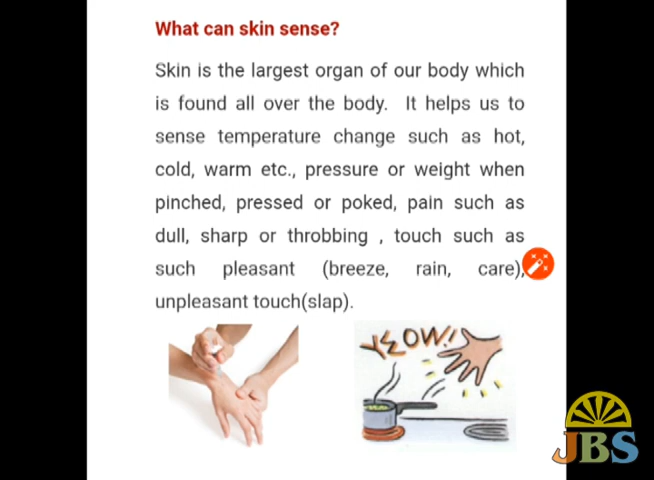 What can skin sense?
Skin is the largest organ of our body which
is found all over the body. It helps us to
sense temperature change such as hot,
cold, warm etc., pressure or weight when
pinched, pressed or poked, pain such as
dull, sharp or throbbing , touch such as
such pleasant (breeze, rain, care),
unpleasant touch(slap).
YEOW!!
JBS